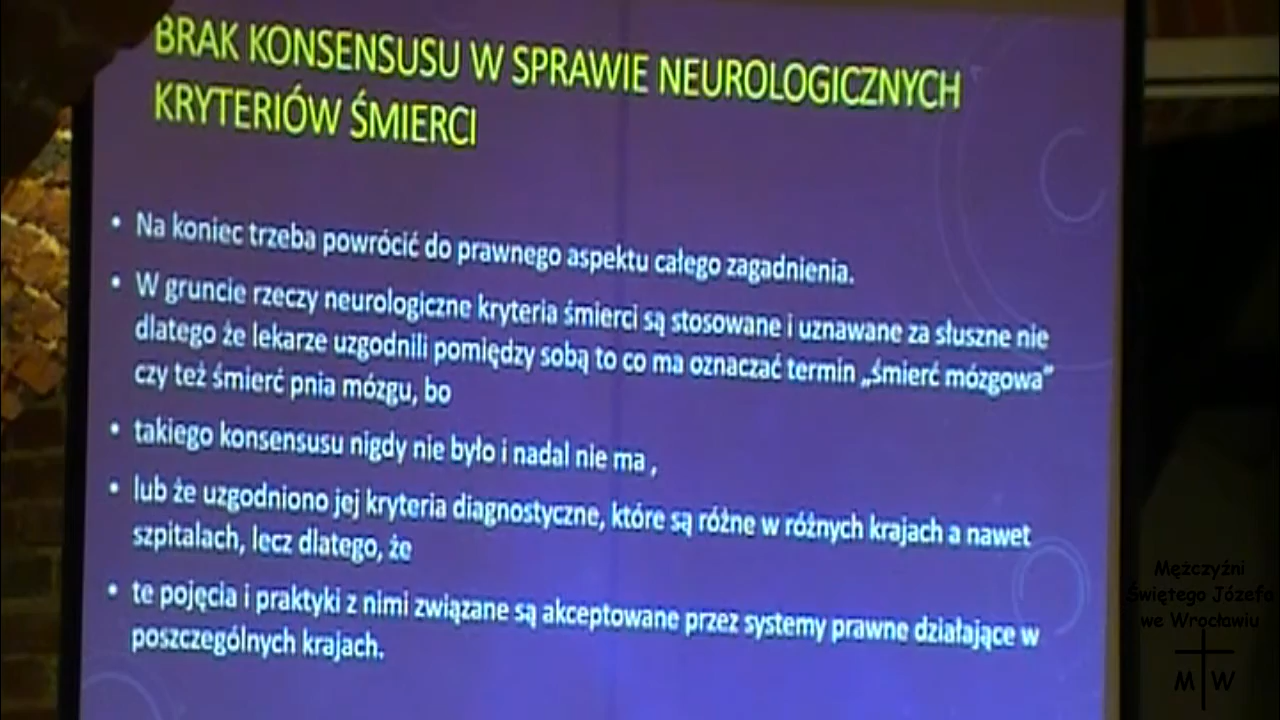 BRAK KONSENSUSU W SPRAWIE NEUROLOGICZNYCH
KRYTERIÓW ŚMIERCI
• Na koniec trzeba powrócić do prawnego aspektu całego zagadnienia.
• W gruncie rzeczy neurologiczne kryteria śmierci są stosowane i uznawane za słuszne nie
dlatego że lekarze uzgodnili pomiędzy sobą to co ma oznaczać termin „śmierć mózgowa"
czy też śmierć pnia mózgu, bo
• takiego konsensusu nigdy nie było i nadal nie ma ,
• lub że uzgodniono jej kryteria diagnostyczne, które są różne w różnych krajach a nawet
szpitalach, lecz dlatego, że
• te pojęcia i praktyki z nimi związane są akceptowane przez systemy prawne działające w
poszczególnych krajach.
Mężczyźni
Świętego Józefa
we Wrocławiu
M W